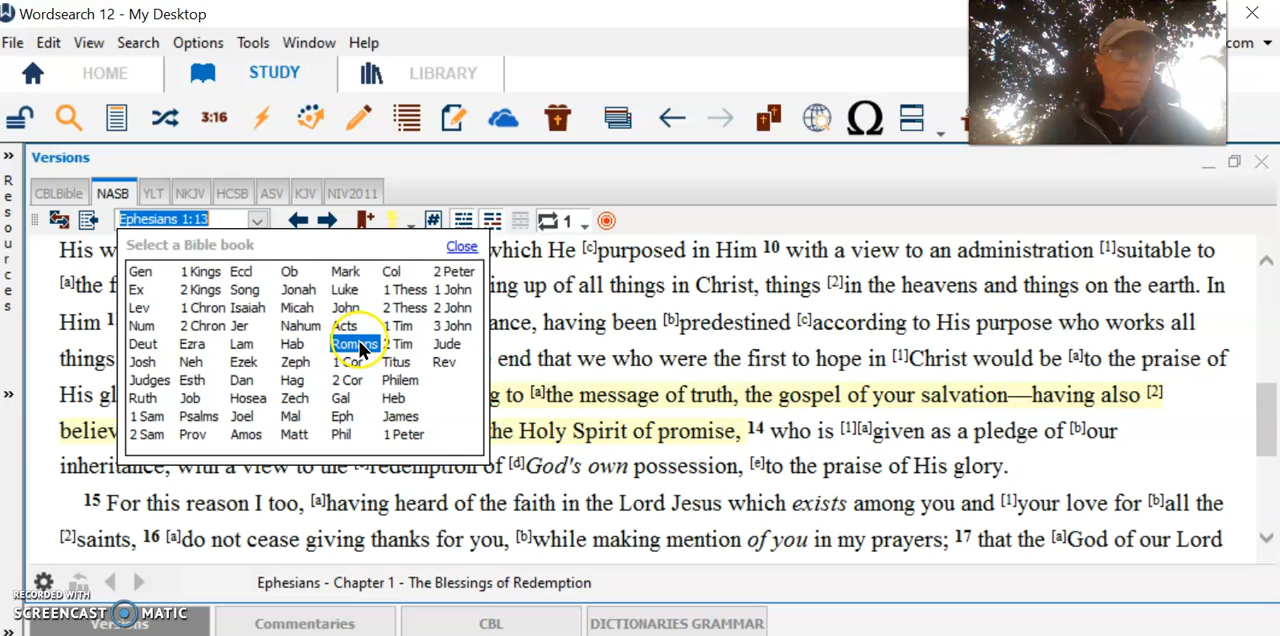 Wordsearch 12 - My Desktop
File Edit View Search Options Tools Window Help
com
HOME STUDY LIBRARY
3:16
Versions
CBLBible NASB YLT NKJV HCSB ASV KJV NIV2011
Ephesians 1:13
1
Resources
Select a Bible book Close
Gen 1 Kings Eccl Ob Mark Col 2 Peter
Ex 2 Kings Song Jonah Luke 1 Thess 1 John
Lev 1 Chron Isaiah Micah John 2 Thess 2 John
Num 2 Chron Jer Nahum Acts 1 Tim 3 John
Deut Ezra Lam Hab Romans 2 Tim Jude
Josh Neh Ezek Zeph 1 Cor Titus Rev
Judges Esth Dan Hag 2 Cor Philem
Ruth Job Hosea Zech Gal Heb
1 Sam Psalms Joel Mal Eph James
2 Sam Prov Amos Matt Phil 1 Peter
His w which He [c]purposed in Him 10 with a view to an administration [1]suitable to
[a]the f ing up of all things in Christ, things [2]in the heavens and things on the earth. In
Him 1 ance, having been [b]predestined [c]according to His purpose who works all
things end that we who were the first to hope in [1]Christ would be [a]to the praise of
His gl g to [a]the message of truth, the gospel of your salvation—having also [2]
believ he Holy Spirit of promise, 14 who is [1][a]given as a pledge of [b]our
inheritance, with a view to the redemption of [d]God's own possession, [e]to the praise of His glory.
15 For this reason I too, [a]having heard of the faith in the Lord Jesus which exists among you and [1]your love for [b]all the
[2]saints, 16 [a]do not cease giving thanks for you, [b]while making mention of you in my prayers; 17 that the [a]God of our Lord
Ephesians - Chapter 1 - The Blessings of Redemption
RECORDED WITH
SCREENCAST MATIC
Versions Commentaries CBL DICTIONARIES GRAMMAR